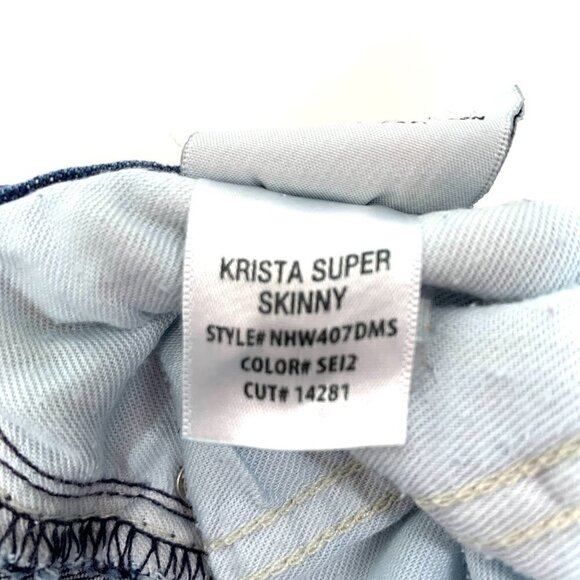 KRISTA SUPER
SKINNY
STYLE# NHW407DMS
COLOR# SEI2
CUT# 14281